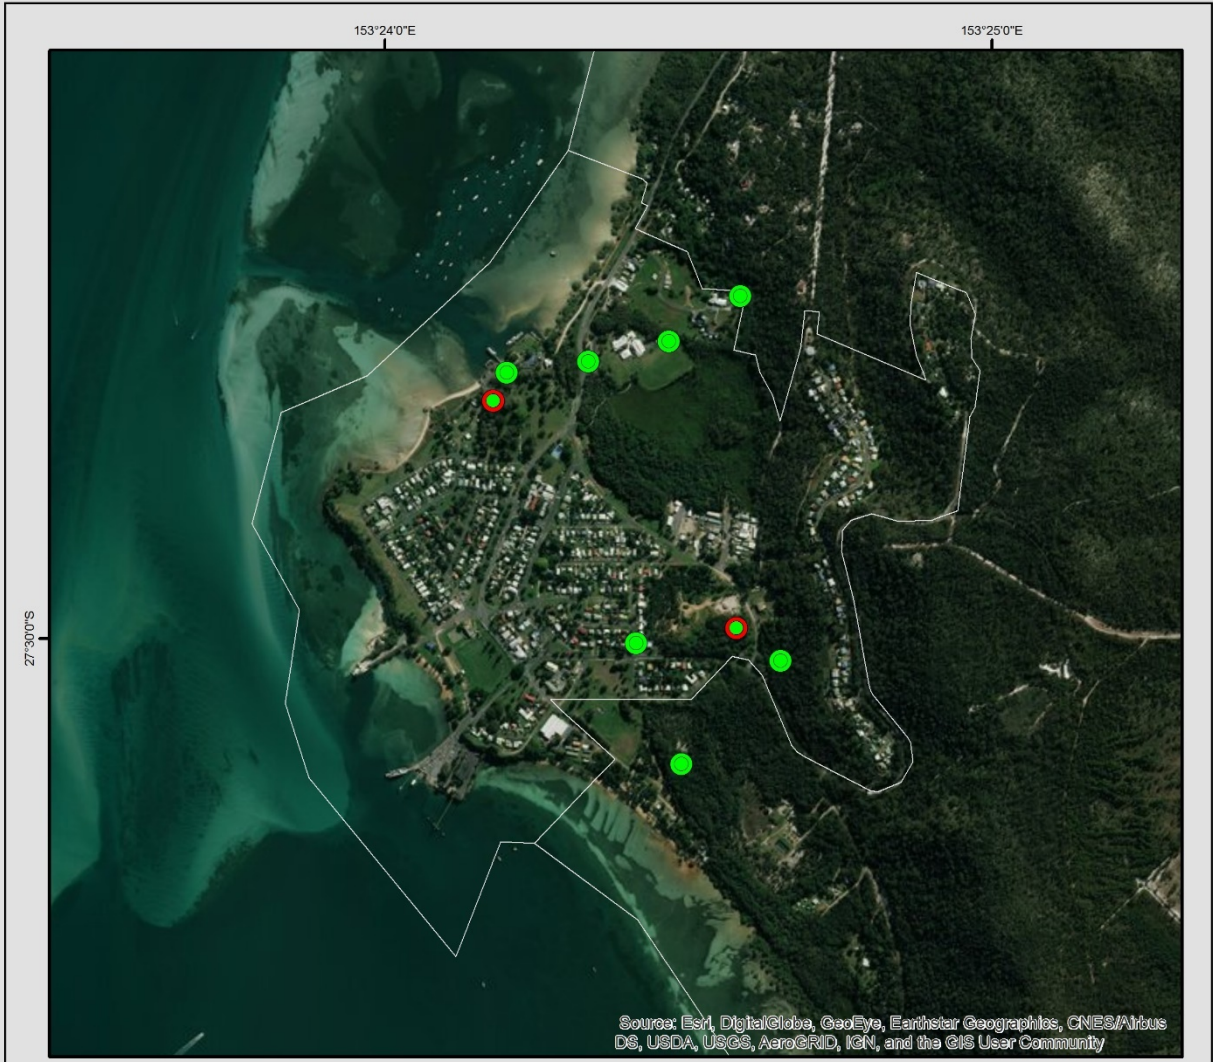 153°24'0"E
153°25'0"E
27°30'0"S
Source: Esri, DigitalGlobe, GeoEye, Earthstar Geographics, CNES/Airbus
DS, USDA, USGS, AeroGRID, IGN, and the GIS User Community